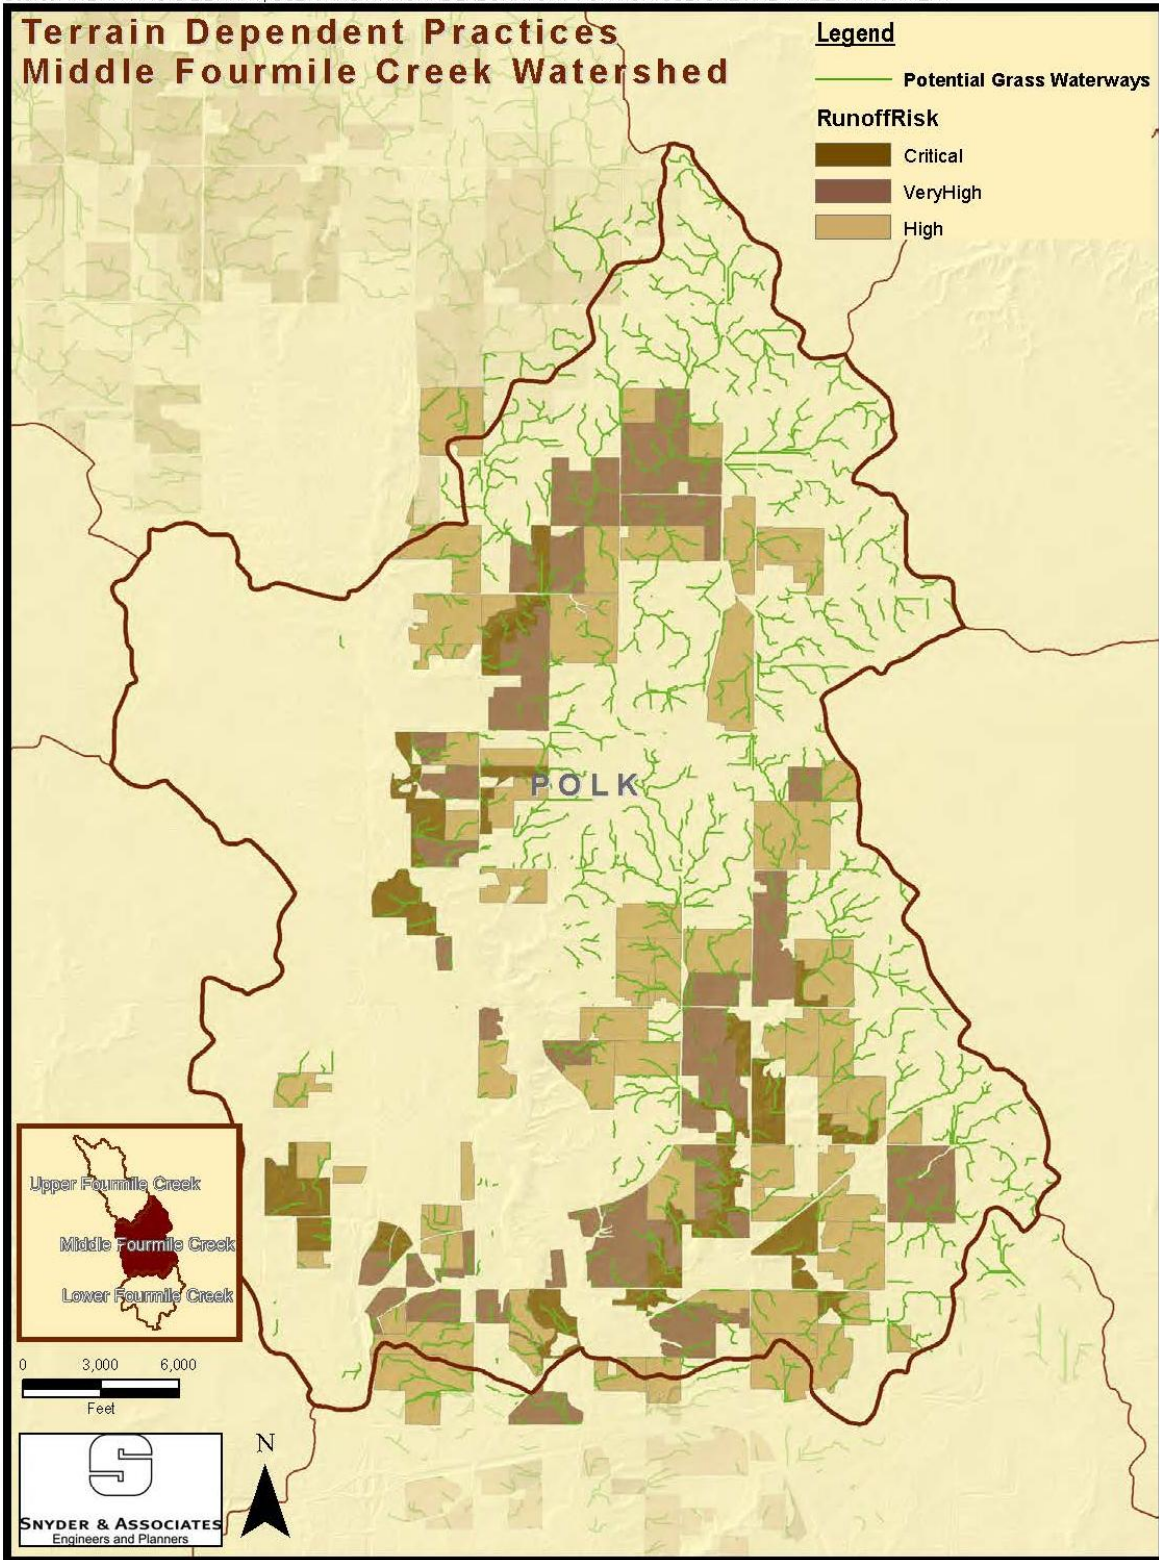 Terrain Dependent Practices
Middle Fourmile Creek Watershed
Legend
Potential Grass Waterways
RunoffRisk
Critical
VeryHigh
High
POLK
Upper Fourmile Creek
Middle Fourmile Creek
Lower Fourmile Creek
0 3,000 6,000
Feet
N
S
SNYDER & ASSOCIATES
Engineers and Planners